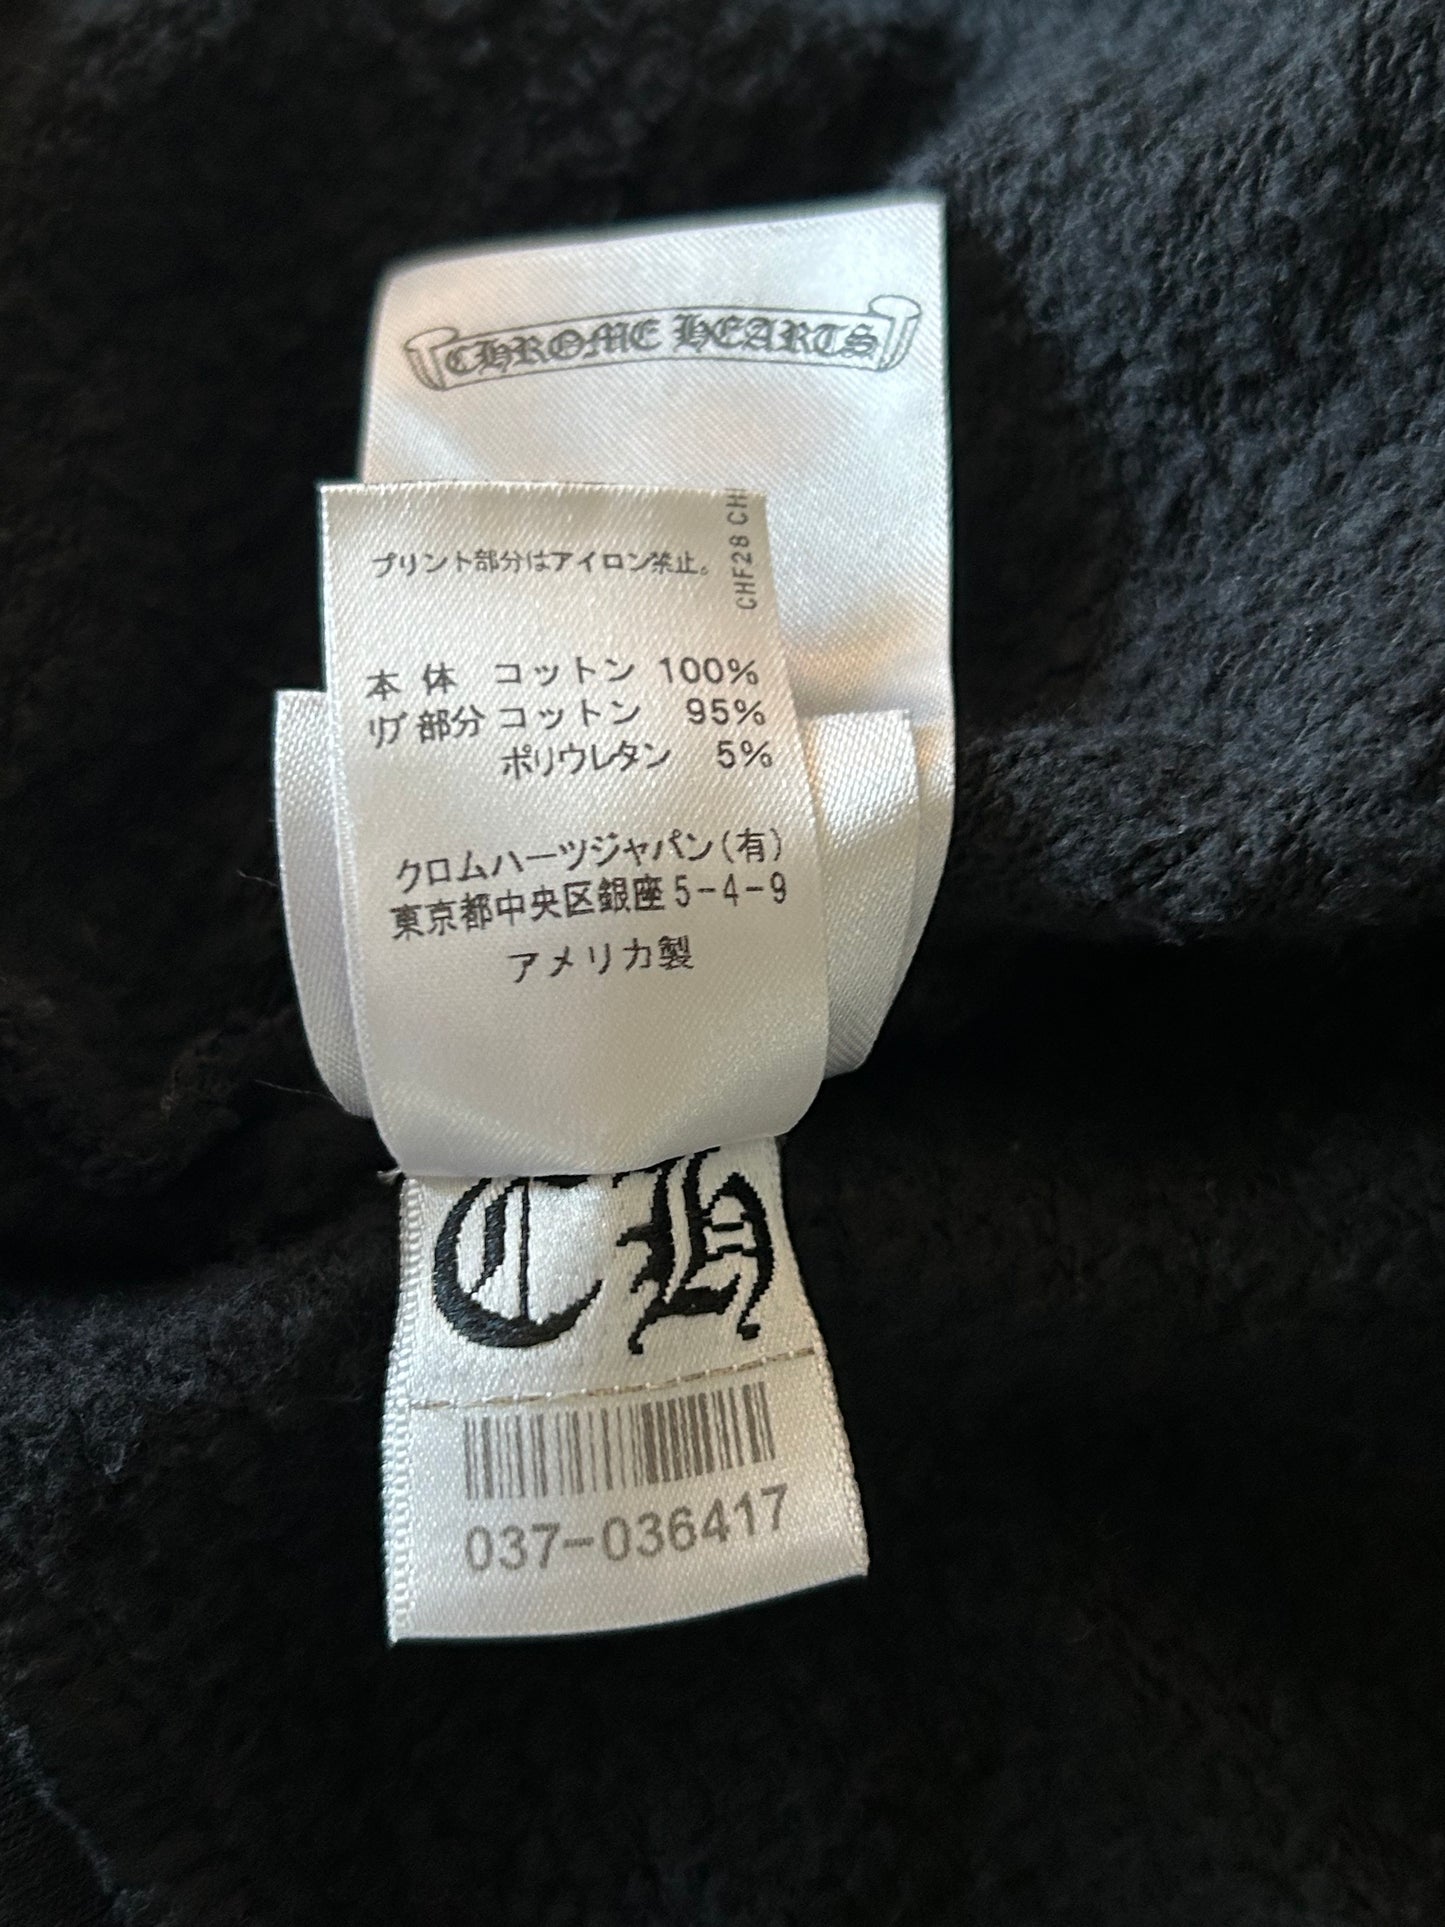 CHROME HEARTS
プリント部分はアイロン禁止。
CHF28 CH
本体 コットン 100%
リブ部分 コットン 95%
ポリウレタン 5%
クロムハーツジャパン(有)
東京都中央区銀座5-4-9
アメリカ製
CH
037-036417